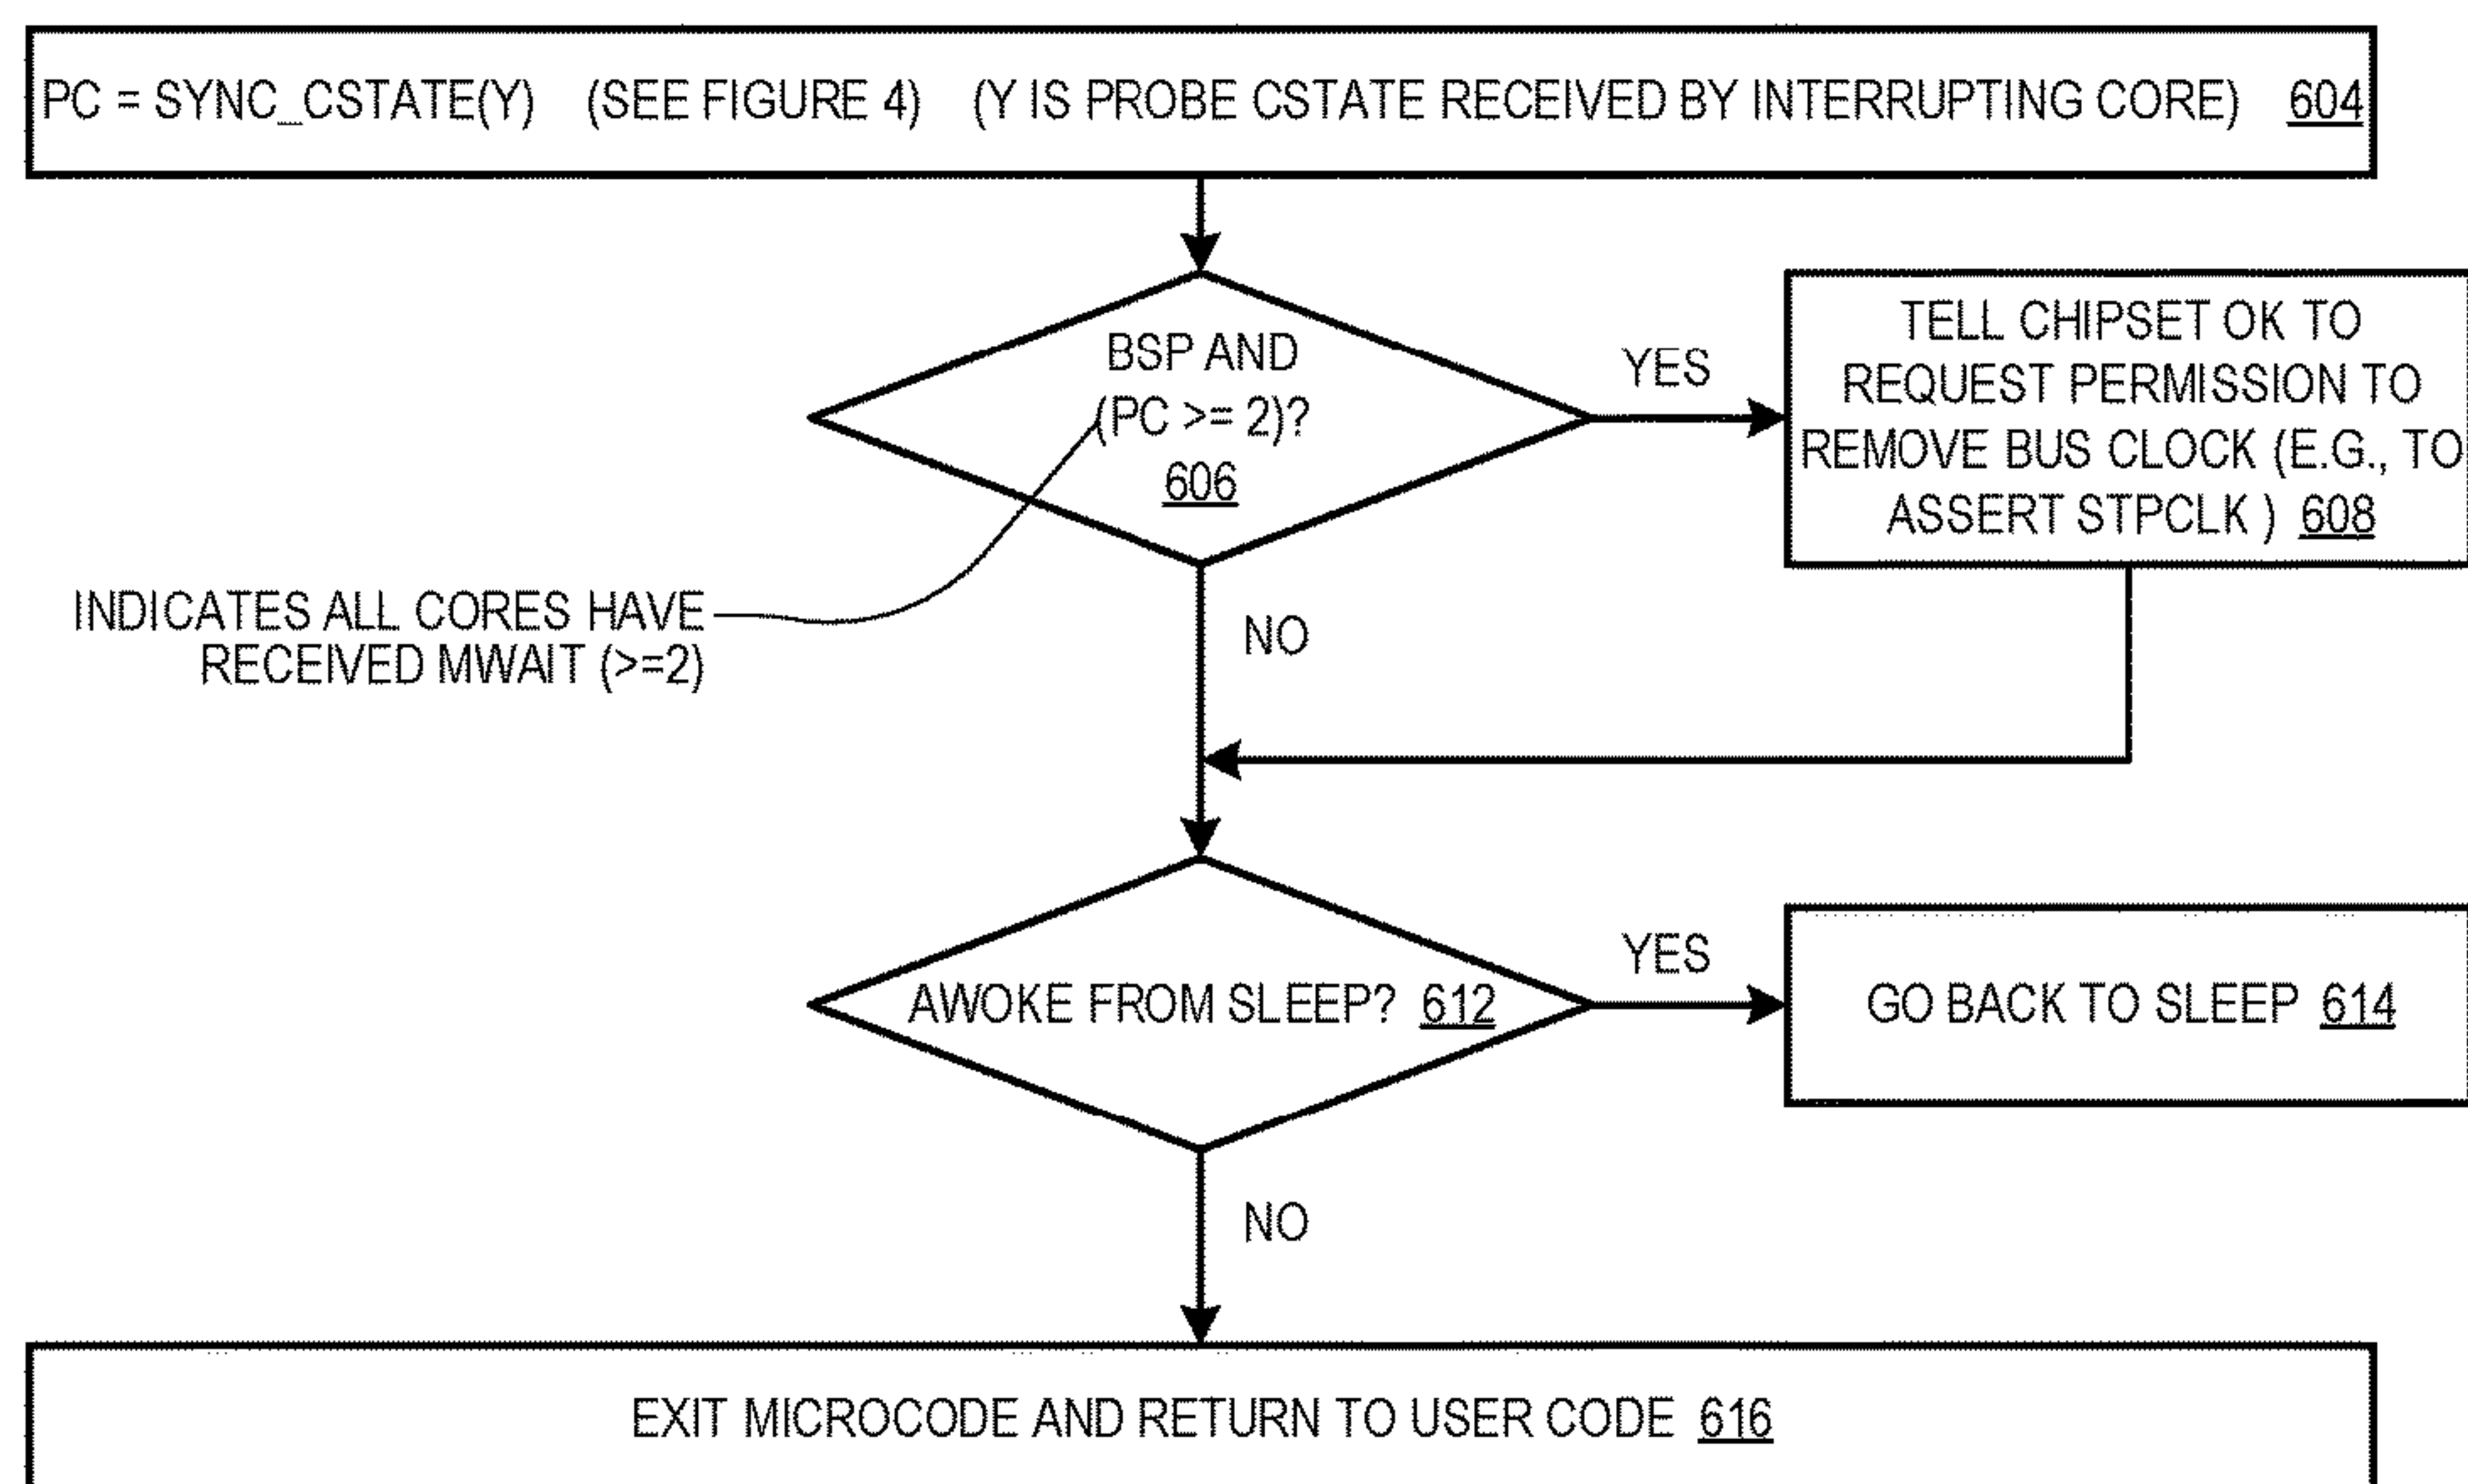 PC = SYNC_CSTATE(Y) (SEE FIGURE 4) (Y IS PROBE CSTATE RECEIVED BY INTERRUPTING CORE) 604
BSP AND
(PC >= 2)?
606
YES
TELL CHIPSET OK TO
REQUEST PERMISSION TO
REMOVE BUS CLOCK (E.G., TO
ASSERT STPCLK ) 608
INDICATES ALL CORES HAVE
RECEIVED MWAIT (>=2)
NO
AWOKE FROM SLEEP? 612
YES
GO BACK TO SLEEP 614
NO
EXIT MICROCODE AND RETURN TO USER CODE 616